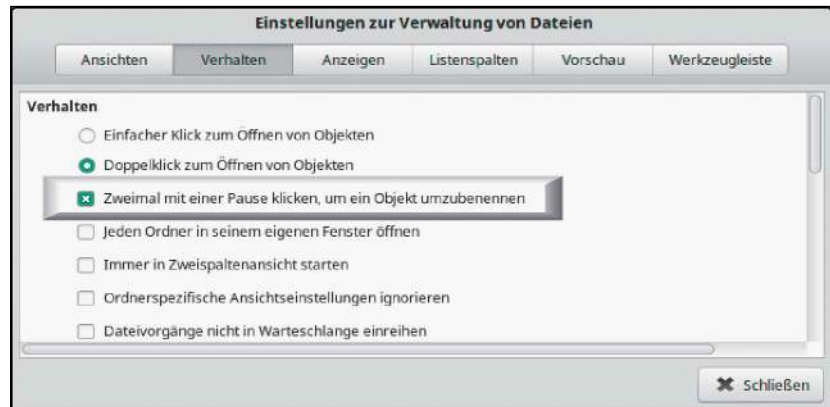 Einstellungen zur Verwaltung von Dateien
Ansichten Verhalten Anzeigen Listenspalten Vorschau Werkzeugleiste
Verhalten
Einfacher Klick zum Öffnen von Objekten
Doppelklick zum Öffnen von Objekten
Zweimal mit einer Pause klicken, um ein Objekt umzubenennen
Jeden Ordner in seinem eigenen Fenster öffnen
Immer in Zweispaltenansicht starten
Ordnerspezifische Ansichtseinstellungen ignorieren
Dateivorgänge nicht in Warteschlange einreihen
Schließen